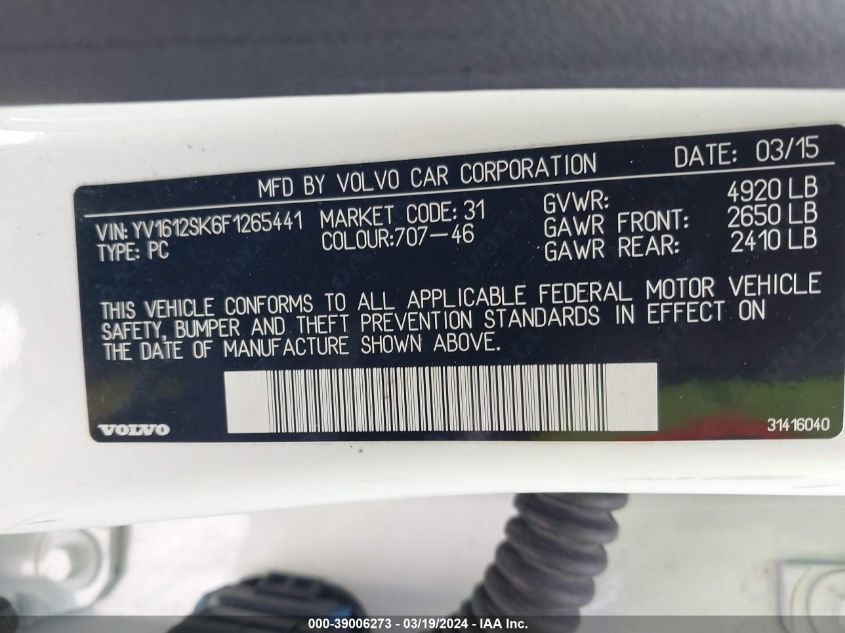 MFD BY VOLVO CAR CORPORATION DATE: 03/15
VIN: YV1612SK6F1265441 MARKET CODE: 31 GVWR: 4920 LB
TYPE: PC COLOUR:707-46 GAWR FRONT: 2650 LB
GAWR REAR: 2410 LB
THIS VEHICLE CONFORMS TO ALL APPLICABLE FEDERAL MOTOR VEHICLE
SAFETY, BUMPER AND THEFT PREVENTION STANDARDS IN EFFECT ON
THE DATE OF MANUFACTURE SHOWN ABOVE.
VOLVO 31416040
000-39006273 - 03/19/2024 - IAA Inc.